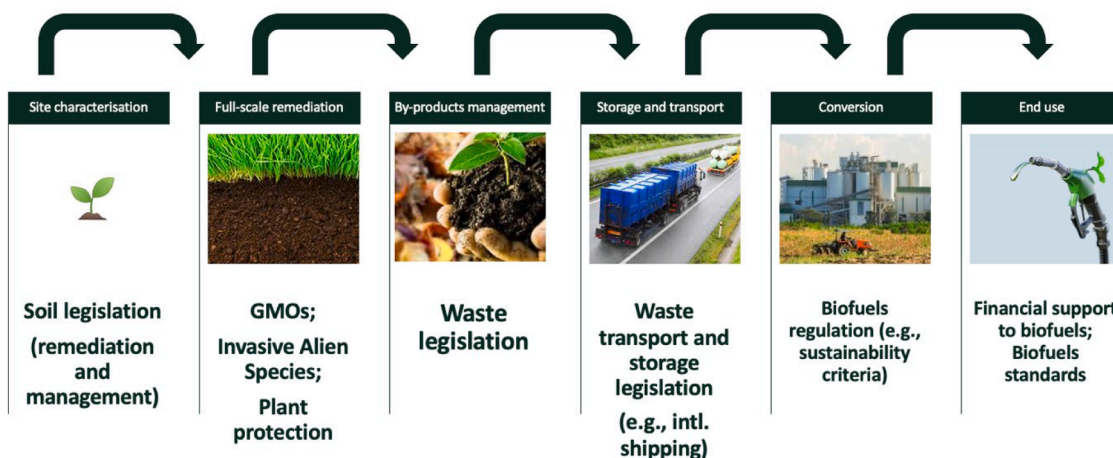 Site characterisation
Soil legislation
(remediation
and
management)
Full-scale remediation
GMOs;
Invasive Alien
Species;
Plant
protection
By-products management
Waste
legislation
Storage and transport
Waste
transport and
storage
legislation
(e.g., intl.
shipping)
Conversion
Biofuels
regulation (e.g.,
sustainability
criteria)
End use
Financial support
to biofuels;
Biofuels
standards